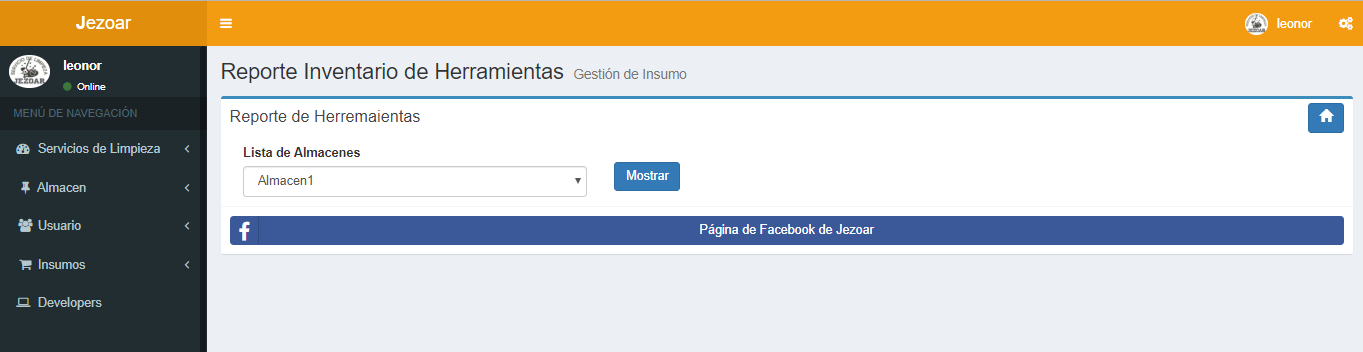 Jezoar
leonor
leonor
Online
Reporte Inventario de Herramientas Gestión de Insumo
MENÚ DE NAVEGACIÓN
Servicios de Limpieza
Almacen
Usuario
Insumos
Developers
Reporte de Herremaientas
Lista de Almacenes
Almacen1
Mostrar
Página de Facebook de Jezoar